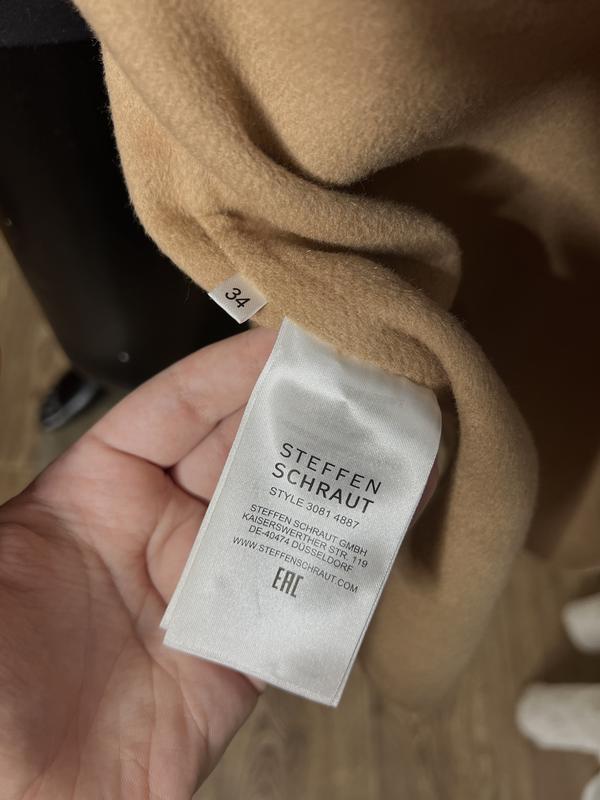 34
STEFFEN
SCHRAUT
STYLE 3081 4887
STEFFEN SCHRAUT GMBH
KAISERSWERTHER STR. 119
DE-40474 DÜSSELDORF
WWW.STEFFENSCHRAUT.COM
EAC